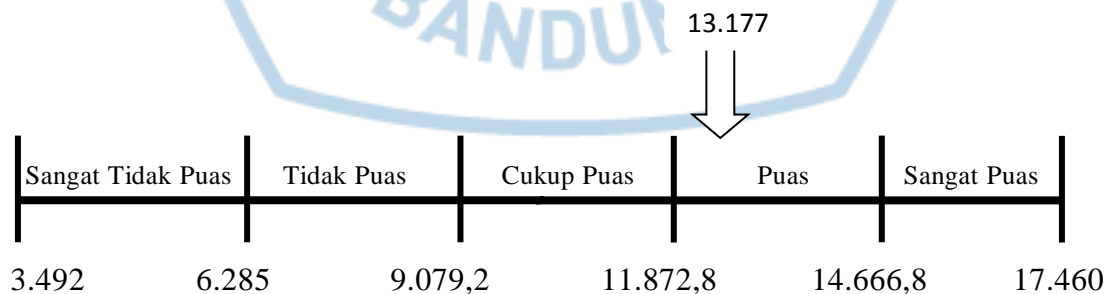 BANDUN
13.177
Sangat Tidak Puas Tidak Puas Cukup Puas Puas Sangat Puas
3.492 6.285 9.079,2 11.872,8 14.666,8 17.460